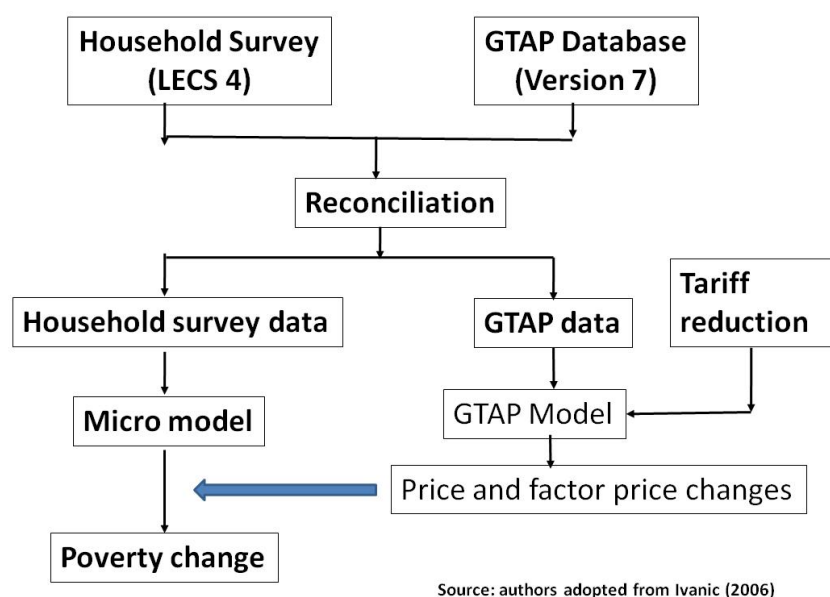 Household Survey
(LECS 4)
GTAP Database
(Version 7)
Reconciliation
Household survey data
GTAP data
Tariff
reduction
Micro model
GTAP Model
Price and factor price changes
Poverty change
Source: authors adopted from Ivanic (2006)